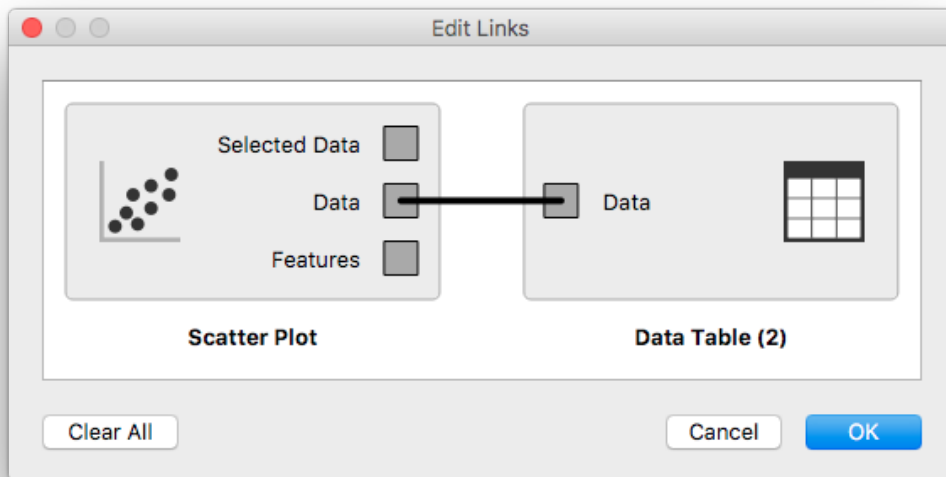 Edit Links
Selected Data
Data
Data
Features
Scatter Plot
Data Table (2)
Clear All
Cancel
OK